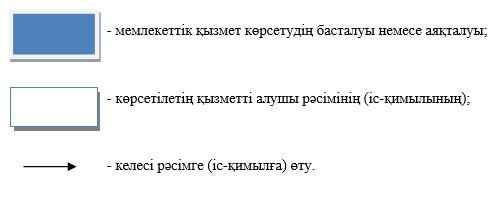 - мемлекеттік қызмет көрсетудің басталуы немесе аяқталуы;
- көрсетілетің қызметті алушы рәсімінің (іс-қимылының);
- келесі рәсімге (іс-қимылға) өту.